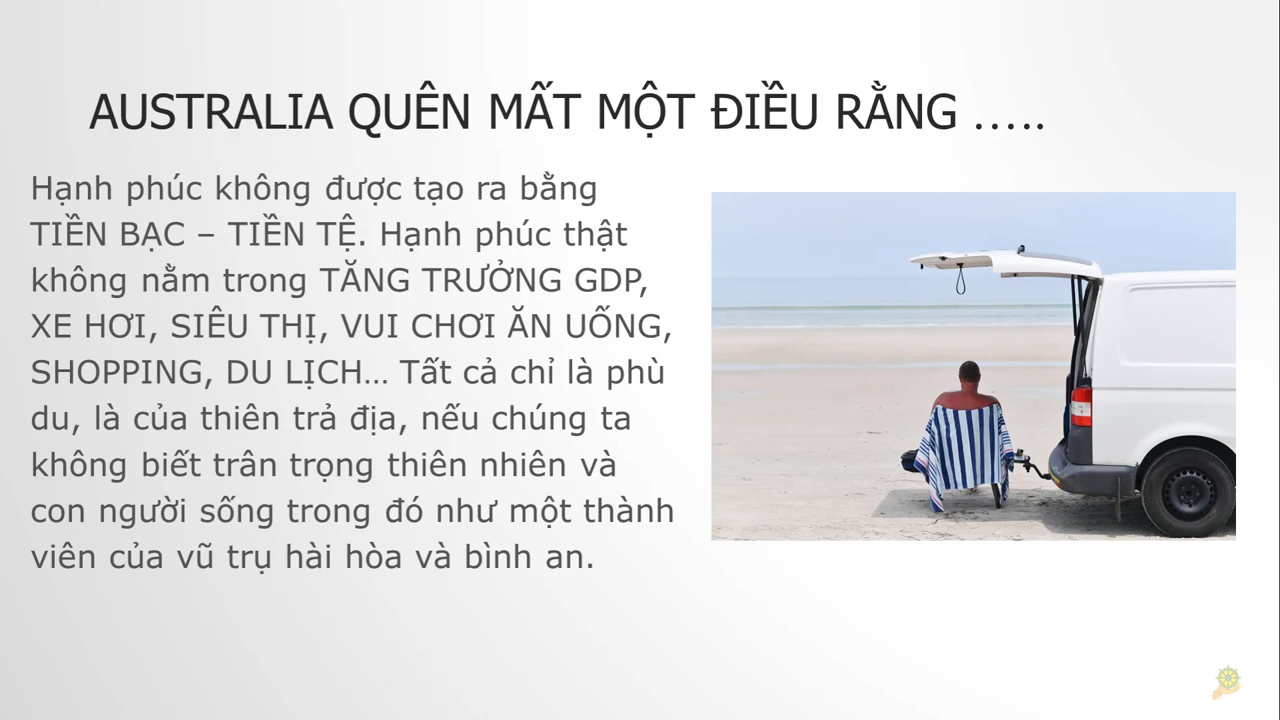 AUSTRALIA QUÊN MẤT MỘT ĐIỀU RẰNG .....
Hạnh phúc không được tạo ra bằng
TIỀN BẠC – TIỀN TỆ. Hạnh phúc thật
không nằm trong TĂNG TRƯỞNG GDP,
XE HƠI, SIÊU THỊ, VUI CHƠI ĂN UỐNG,
SHOPPING, DU LỊCH... Tất cả chỉ là phù
du, là của thiên trả địa, nếu chúng ta
không biết trân trọng thiên nhiên và
con người sống trong đó như một thành
viên của vũ trụ hài hòa và bình an.